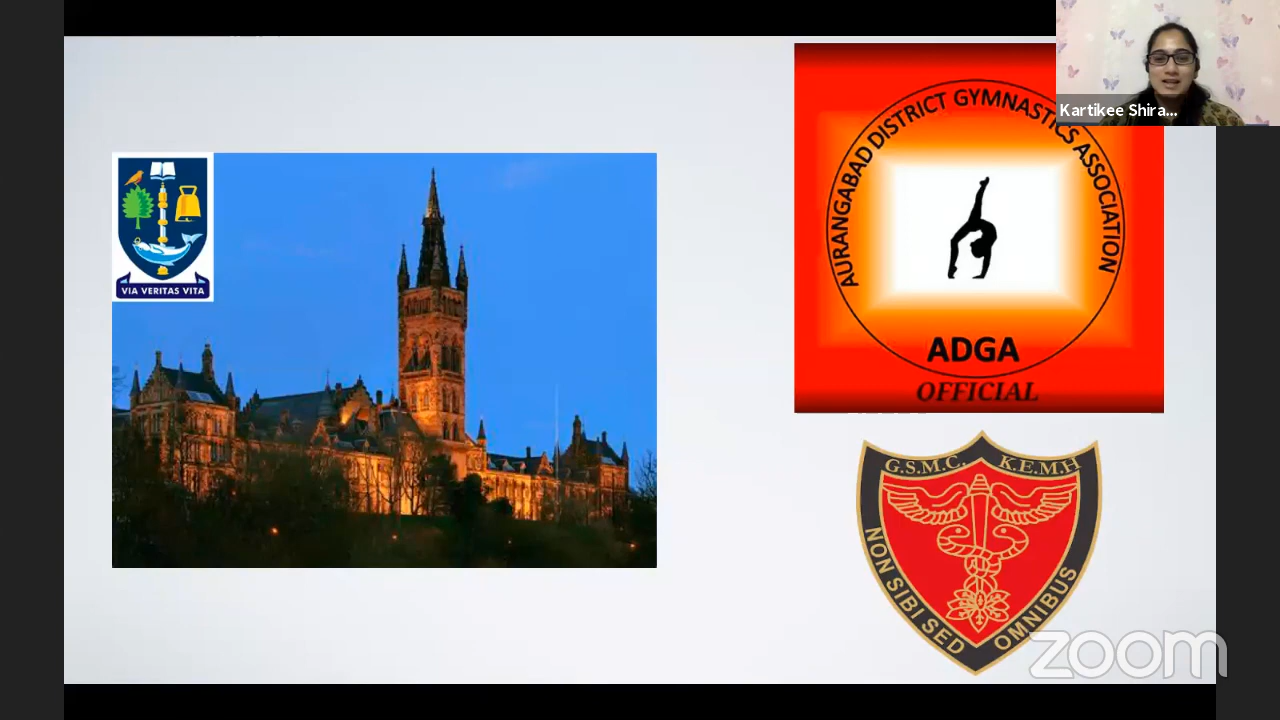 VIA VERITAS VITA
AURANGABAD DISTRICT GYMNASTICS ASSOCIATION
ADGA
OFFICIAL
Kartikee Shira...
G.S.M.C. K.E.M.H
NON SIBI SED OMNIBUS
zoom